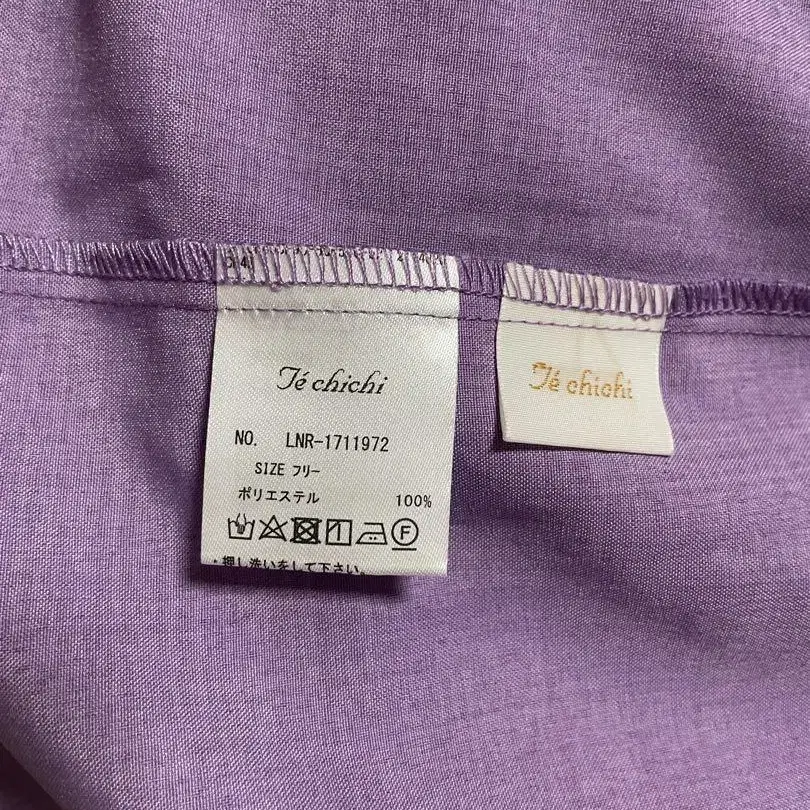 Té chichi
NO. LNR-1711972
SIZE フリー
ポリエステル 100%
F
・押し洗いをして下さい。
Té chichi